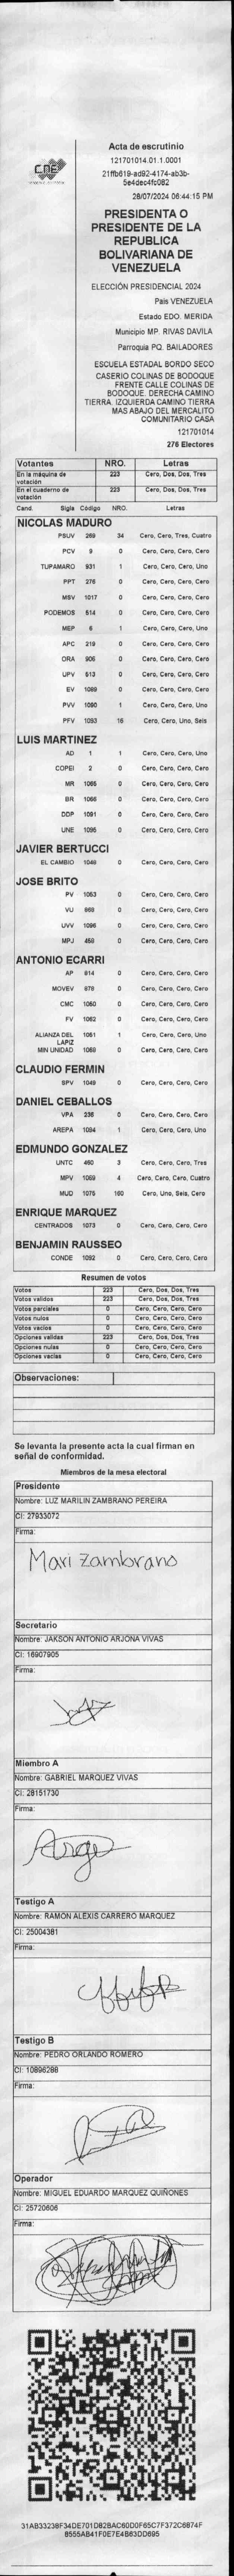 CNE
Acta de escrutinio
121701014.01.1.0001
21ffb619-ad92-4174-ab3b-
5e4dec4fc082
28/07/2024 06:44:15 PM
PRESIDENTA O
PRESIDENTE DE LA
REPUBLICA
BOLIVARIANA DE
VENEZUELA
ELECCIÓN PRESIDENCIAL 2024
País VENEZUELA
Estado EDO. MERIDA
Municipio MP. RIVAS DAVILA
Parroquia PQ. BAILADORES
ESCUELA ESTADAL BORDO SECO
CASERIO COLINAS DE BODOQUE
FRENTE CALLE COLINAS DE
BODOQUE. DERECHA CAMINO
TIERRA. IZQUIERDA CAMINO TIERRA
MAS ABAJO DEL MERCALITO
COMUNITARIO CASA
121701014
276 Electores
Votantes NRO. Letras
En la máquina de votación 223 Cero, Dos, Dos, Tres
En el cuaderno de votación 223 Cero, Dos, Dos, Tres
Cand. Sigla Código NRO. Letras
NICOLAS MADURO
PSUV 269 34 Cero, Cero, Tres, Cuatro
PCV 9 0 Cero, Cero, Cero, Cero
TUPAMARO 931 1 Cero, Cero, Cero, Uno
PPT 276 0 Cero, Cero, Cero, Cero
MSV 1017 0 Cero, Cero, Cero, Cero
PODEMOS 514 0 Cero, Cero, Cero, Cero
MEP 6 1 Cero, Cero, Cero, Uno
APC 219 0 Cero, Cero, Cero, Cero
ORA 906 0 Cero, Cero, Cero, Cero
UPV 513 0 Cero, Cero, Cero, Cero
EV 1089 0 Cero, Cero, Cero, Cero
PVV 1090 1 Cero, Cero, Cero, Uno
PFV 1093 16 Cero, Cero, Uno, Seis
LUIS MARTINEZ
AD 1 1 Cero, Cero, Cero, Uno
COPEI 2 0 Cero, Cero, Cero, Cero
MR 1065 0 Cero, Cero, Cero, Cero
BR 1066 0 Cero, Cero, Cero, Cero
DDP 1091 0 Cero, Cero, Cero, Cero
UNE 1095 0 Cero, Cero, Cero, Cero
JAVIER BERTUCCI
EL CAMBIO 1046 0 Cero, Cero, Cero, Cero
JOSE BRITO
PV 1053 0 Cero, Cero, Cero, Cero
VU 869 0 Cero, Cero, Cero, Cero
UVV 1096 0 Cero, Cero, Cero, Cero
MPJ 458 0 Cero, Cero, Cero, Cero
ANTONIO ECARRI
AP 814 0 Cero, Cero, Cero, Cero
MOVEV 878 0 Cero, Cero, Cero, Cero
CMC 1050 0 Cero, Cero, Cero, Cero
FV 1062 0 Cero, Cero, Cero, Cero
ALIANZA DEL LAPIZ 1051 1 Cero, Cero, Cero, Uno
MIN UNIDAD 1069 0 Cero, Cero, Cero, Cero
CLAUDIO FERMIN
SPV 1049 0 Cero, Cero, Cero, Cero
DANIEL CEBALLOS
VPA 236 0 Cero, Cero, Cero, Cero
AREPA 1094 1 Cero, Cero, Cero, Uno
EDMUNDO GONZALEZ
UNTC 460 3 Cero, Cero, Cero, Tres
MPV 1059 4 Cero, Cero, Cero, Cuatro
MUD 1075 160 Cero, Uno, Seis, Cero
ENRIQUE MARQUEZ
CENTRADOS 1073 0 Cero, Cero, Cero, Cero
BENJAMIN RAUSSEO
CONDE 1092 0 Cero, Cero, Cero, Cero
Resumen de votos
Votos 223 Cero, Dos, Dos, Tres
Votos validos 223 Cero, Dos, Dos, Tres
Votos parciales 0 Cero, Cero, Cero, Cero
Votos nulos 0 Cero, Cero, Cero, Cero
Votos vacios 0 Cero, Cero, Cero, Cero
Opciones validas 223 Cero, Dos, Dos, Tres
Opciones nulas 0 Cero, Cero, Cero, Cero
Opciones vacias 0 Cero, Cero, Cero, Cero
Observaciones:
Se levanta la presente acta la cual firman en
señal de conformidad.
Miembros de la mesa electoral
Presidente
Nombre: LUZ MARILIN ZAMBRANO PEREIRA
CI: 27933072
Firma:
Mari Zambrano
Secretario
Nombre: JAKSON ANTONIO ARJONA VIVAS
CI: 16907905
Firma:
Miembro A
Nombre: GABRIEL MARQUEZ VIVAS
CI: 28151730
Firma:
Testigo A
Nombre: RAMON ALEXIS CARRERO MARQUEZ
CI: 25004381
Firma:
Testigo B
Nombre: PEDRO ORLANDO ROMERO
CI: 10896288
Firma:
Operador
Nombre: MIGUEL EDUARDO MARQUEZ QUIÑONES
CI: 25720606
Firma:
31AB33238F34DE701D82BAC60D0F65C7F372C6874F
8555AB41F0E7E4B63DD695